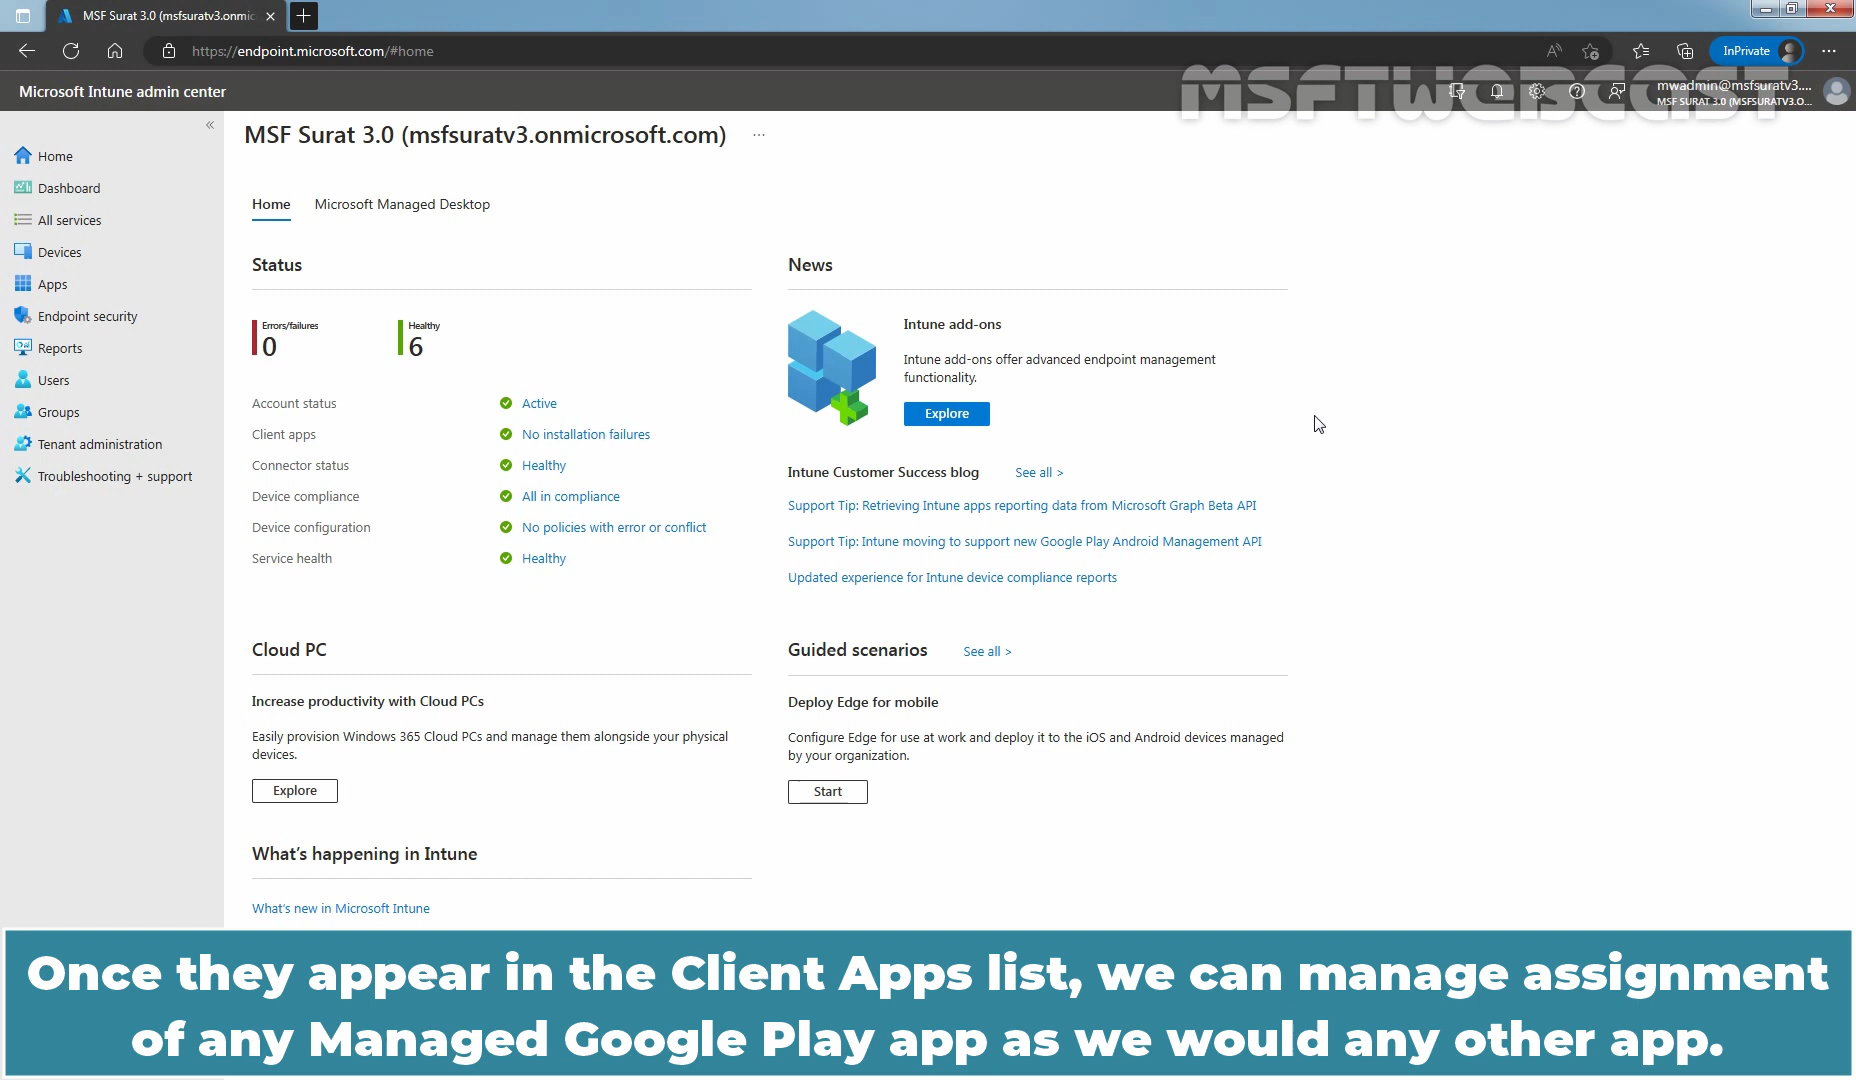 MSF Surat 3.0 (msfsuratv3.onmic
https://endpoint.microsoft.com/#home
InPrivate
Microsoft Intune admin center
MSFTWEBCAST
mwadmin@msfsuratv3....
MSF SURAT 3.0 (MSFSURATV3.O...
Home
Dashboard
All services
Devices
Apps
Endpoint security
Reports
Users
Groups
Tenant administration
Troubleshooting + support
MSF Surat 3.0 (msfsuratv3.onmicrosoft.com)
Home
Microsoft Managed Desktop
Status
Errors/failures
0
Healthy
6
Account status
Active
Client apps
No installation failures
Connector status
Healthy
Device compliance
All in compliance
Device configuration
No policies with error or conflict
Service health
Healthy
News
Intune add-ons
Intune add-ons offer advanced endpoint management
functionality.
Explore
Intune Customer Success blog
See all >
Support Tip: Retrieving Intune apps reporting data from Microsoft Graph Beta API
Support Tip: Intune moving to support new Google Play Android Management API
Updated experience for Intune device compliance reports
Cloud PC
Increase productivity with Cloud PCs
Easily provision Windows 365 Cloud PCs and manage them alongside your physical
devices.
Explore
Guided scenarios
See all >
Deploy Edge for mobile
Configure Edge for use at work and deploy it to the iOS and Android devices managed
by your organization.
Start
What's happening in Intune
What's new in Microsoft Intune
Once they appear in the Client Apps list, we can manage assignment
of any Managed Google Play app as we would any other app.